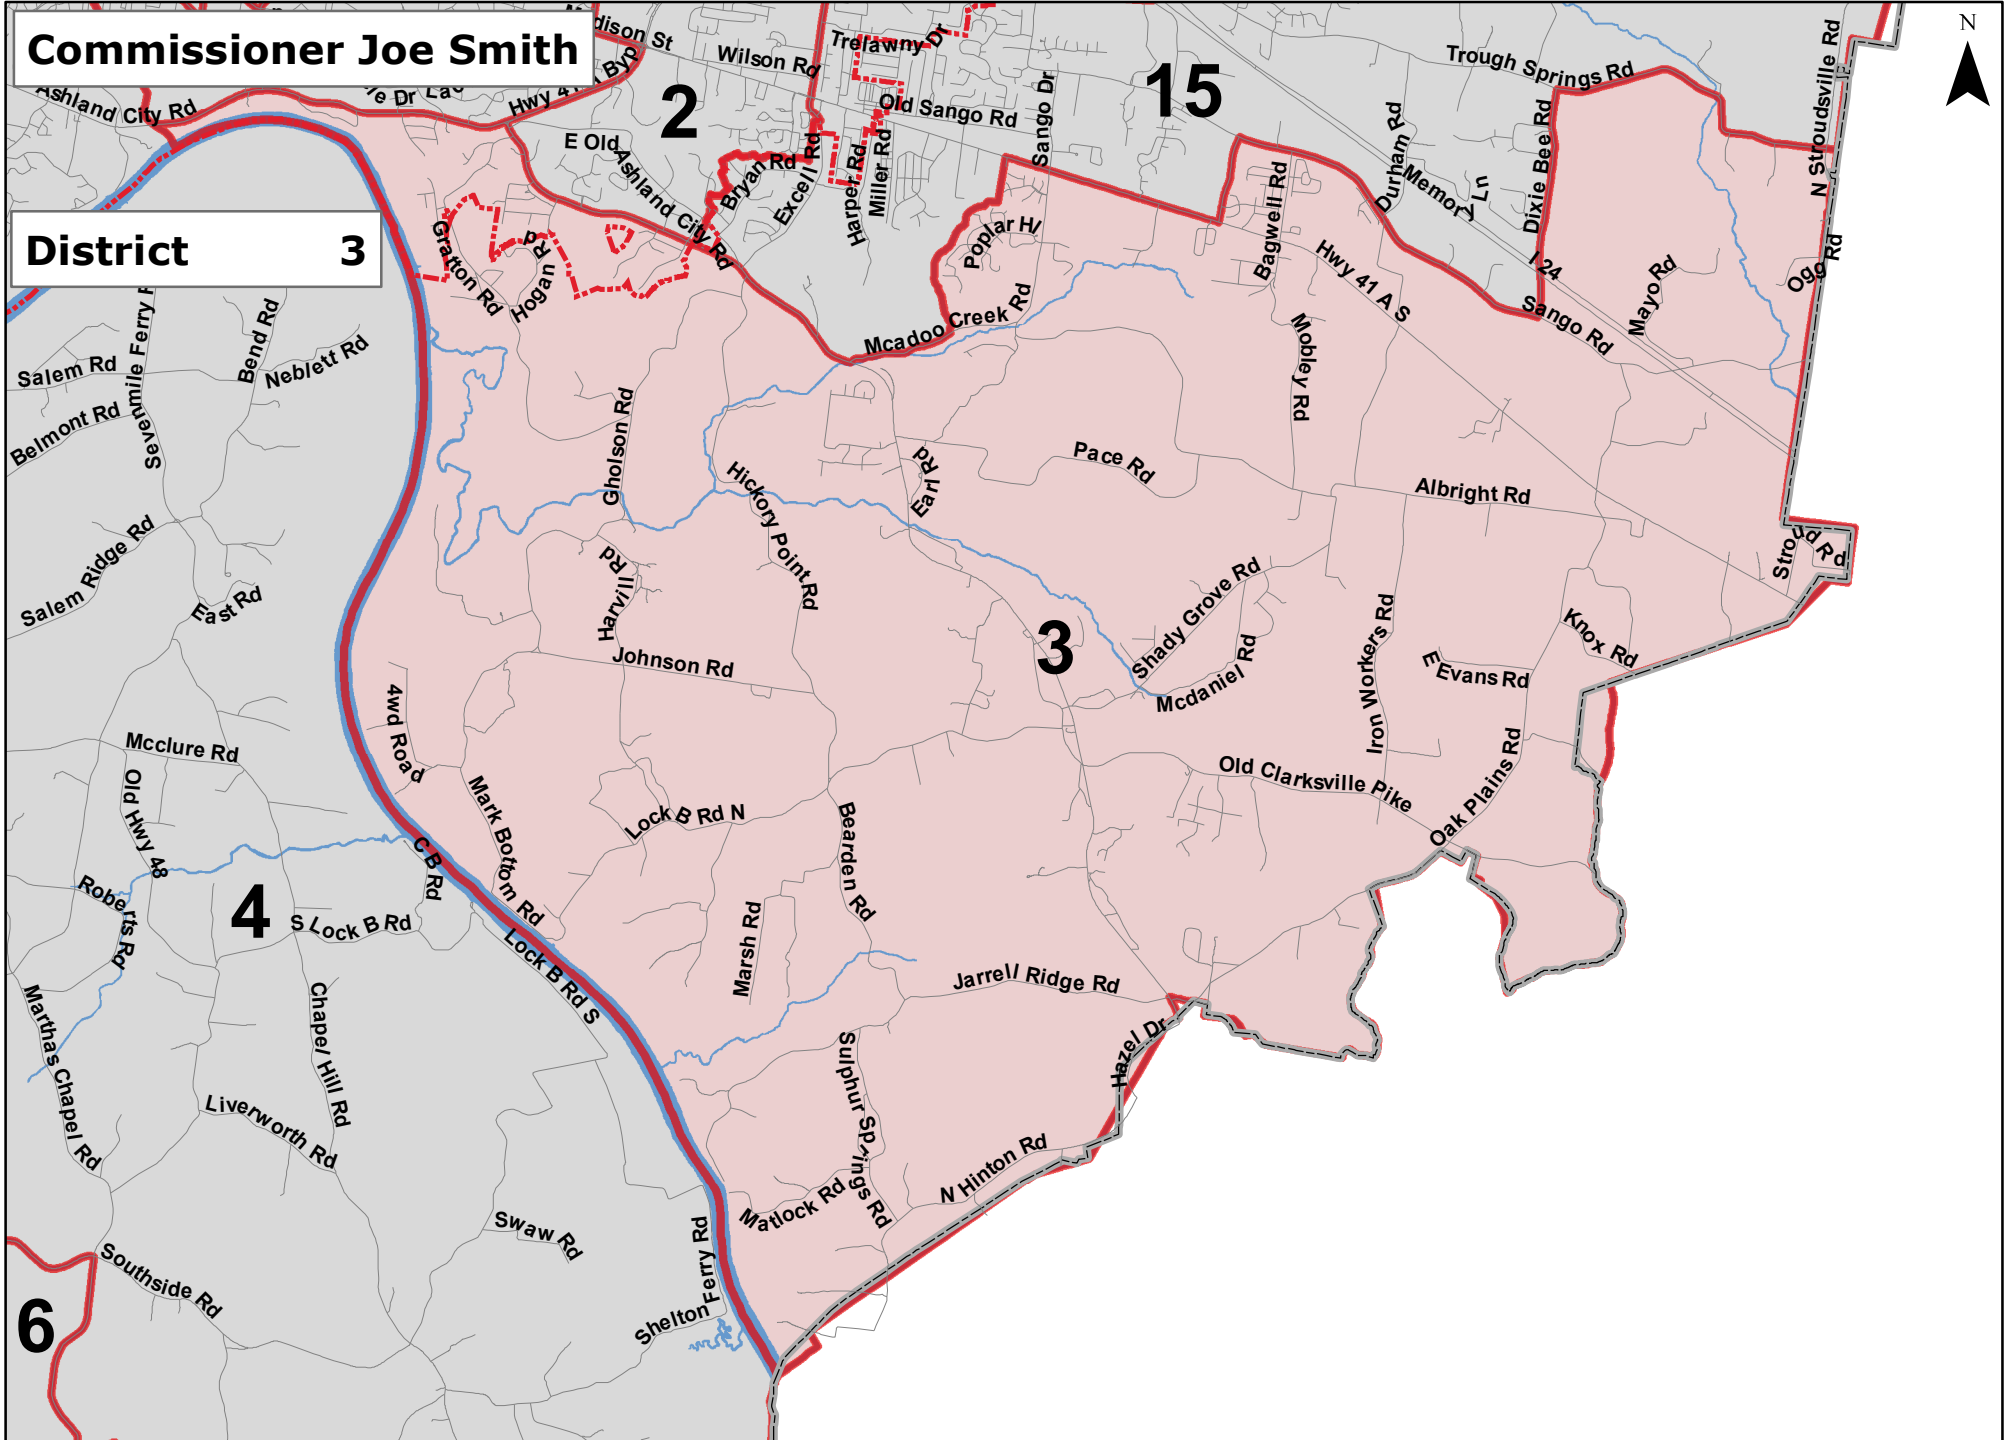 Commissioner Joe Smith
District 3
N
Madison St
Wilson Rd
Trelawny Dr
Old Sango Rd
Sango Dr
15
Trough Springs Rd
N Stroudsville Rd
Ashland City Rd
2
E Old Ashland City Rd
Bryan Rd
Excell Rd
Harper Rd
Miller Rd
Durham Rd
Memory Ln
Dixie Bee Rd
Bagwell Rd
Poplar Hl
Gratton Rd
Hogan Rd
Hwy 41 A S
I 24
Sango Rd
Mayo Rd
Ogg Rd
Mcadoo Creek Rd
Mobley Rd
Sevenmile Ferry
Bend Rd
Neblett Rd
Salem Rd
Belmont Rd
Gholson Rd
Hickory Point Rd
Earl Rd
Pace Rd
Albright Rd
Stroud Rd
Salem Ridge Rd
East Rd
Harvill Rd
Johnson Rd
3
Shady Grove Rd
Mcdaniel Rd
Iron Workers Rd
E Evans Rd
Knox Rd
4wd Road
Mcclure Rd
Old Hwy 48
Mark Bottom Rd
Lock B Rd N
Bearden Rd
Old Clarksville Pike
Oak Plains Rd
C B Rd
Roberts Rd
4
S Lock B Rd
Lock B Rd S
Marsh Rd
Jarrell Ridge Rd
Hazel Dr
Marthas Chapel Rd
Chapel Hill Rd
Liverworth Rd
Sulphur Springs Rd
N Hinton Rd
Matlock Rd
Swaw Rd
Shelton Ferry Rd
Southside Rd
6